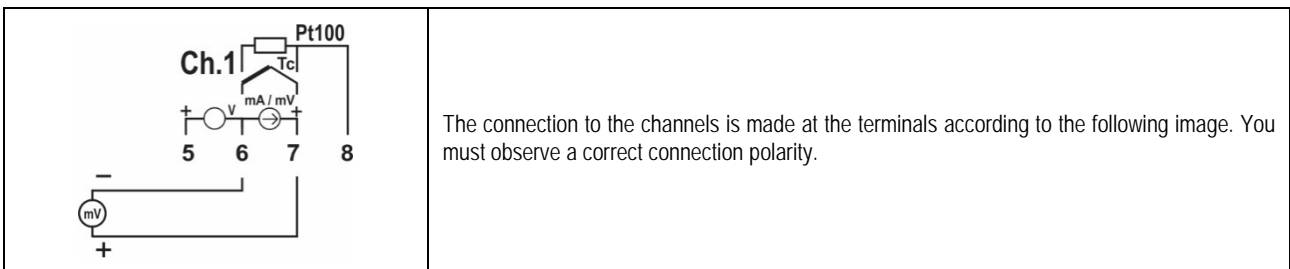 Pt100
Ch.1
Tc
mA / mV
+ V +
5 6 7 8
−
mV
+
The connection to the channels is made at the terminals according to the following image. You
must observe a correct connection polarity.